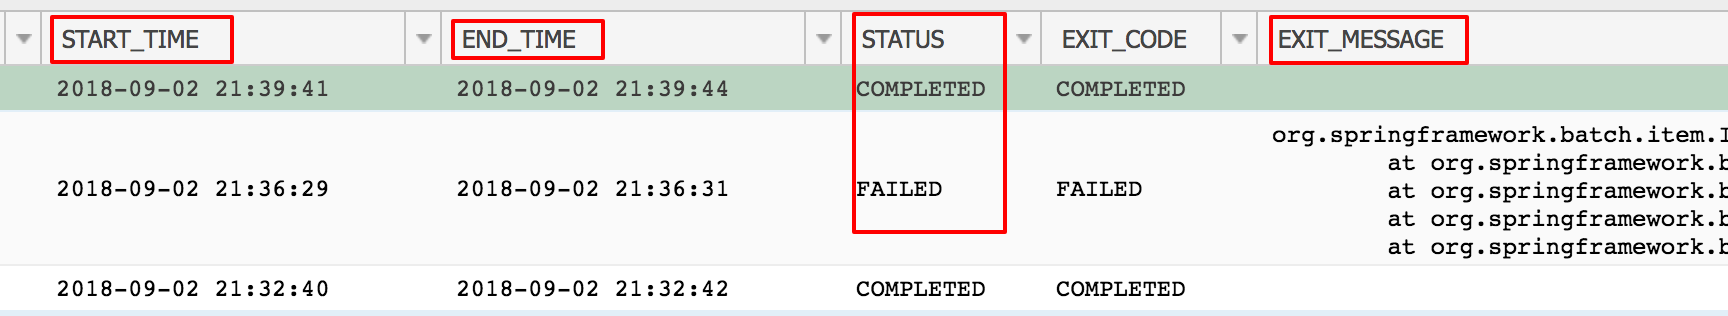 START_TIME END_TIME STATUS EXIT_CODE EXIT_MESSAGE
2018-09-02 21:39:41 2018-09-02 21:39:44 COMPLETED COMPLETED
org.springframework.batch.item.I
at org.springframework.b
2018-09-02 21:36:29 2018-09-02 21:36:31 FAILED FAILED at org.springframework.b
at org.springframework.b
at org.springframework.b
2018-09-02 21:32:40 2018-09-02 21:32:42 COMPLETED COMPLETED